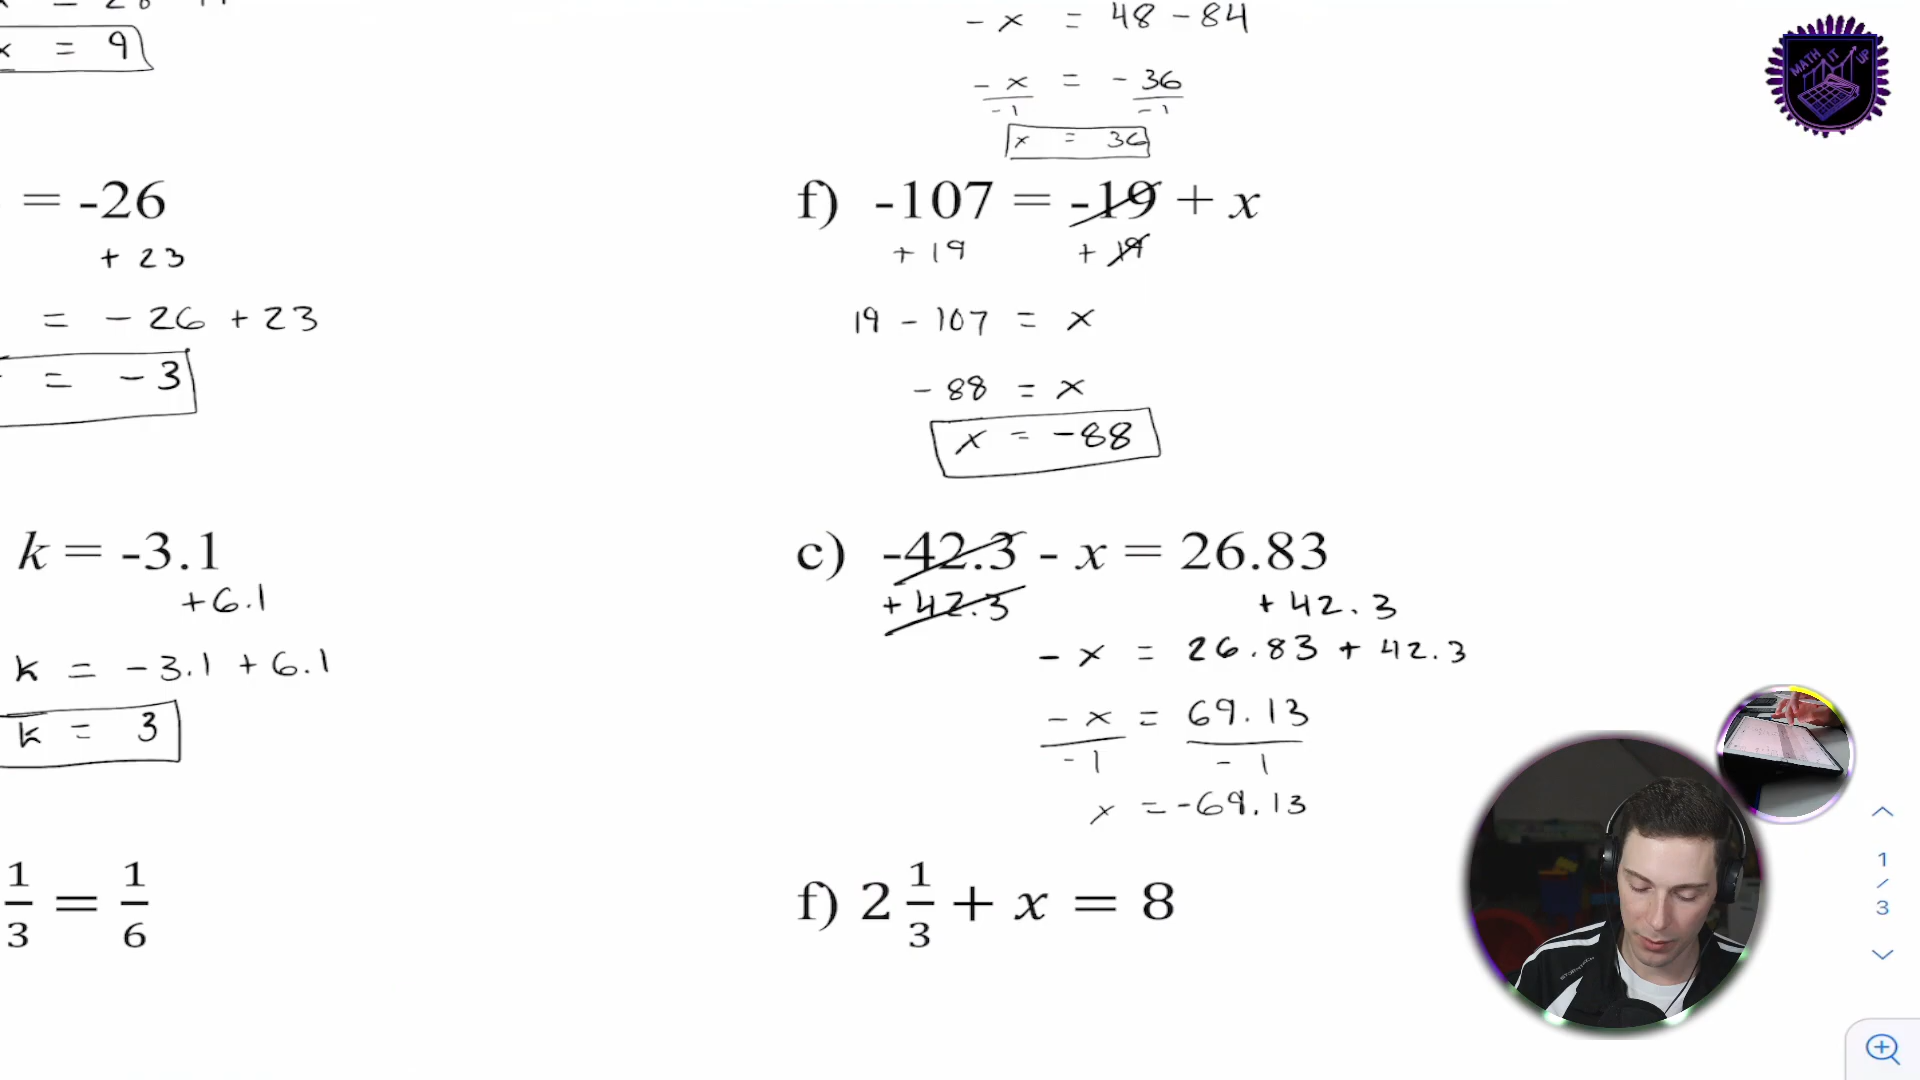 x = 9
= -26
+ 23
= - 26 + 23
= - 3
k = -3.1
+6.1
k = -3.1 + 6.1
k = 3
1/3 = 1/6
- x = 48 - 84
- x = - 36
-1 -1
x = 36
f) -107 = -19 + x
+ 19 + 19
19 - 107 = x
- 88 = x
x = -88
c) -42.3 - x = 26.83
+ 42.3 + 42.3
- x = 26.83 + 42.3
- x = 69.13
-1 -1
x = -69.13
f) 2 1/3 + x = 8
MATH IT UP
1
/
3